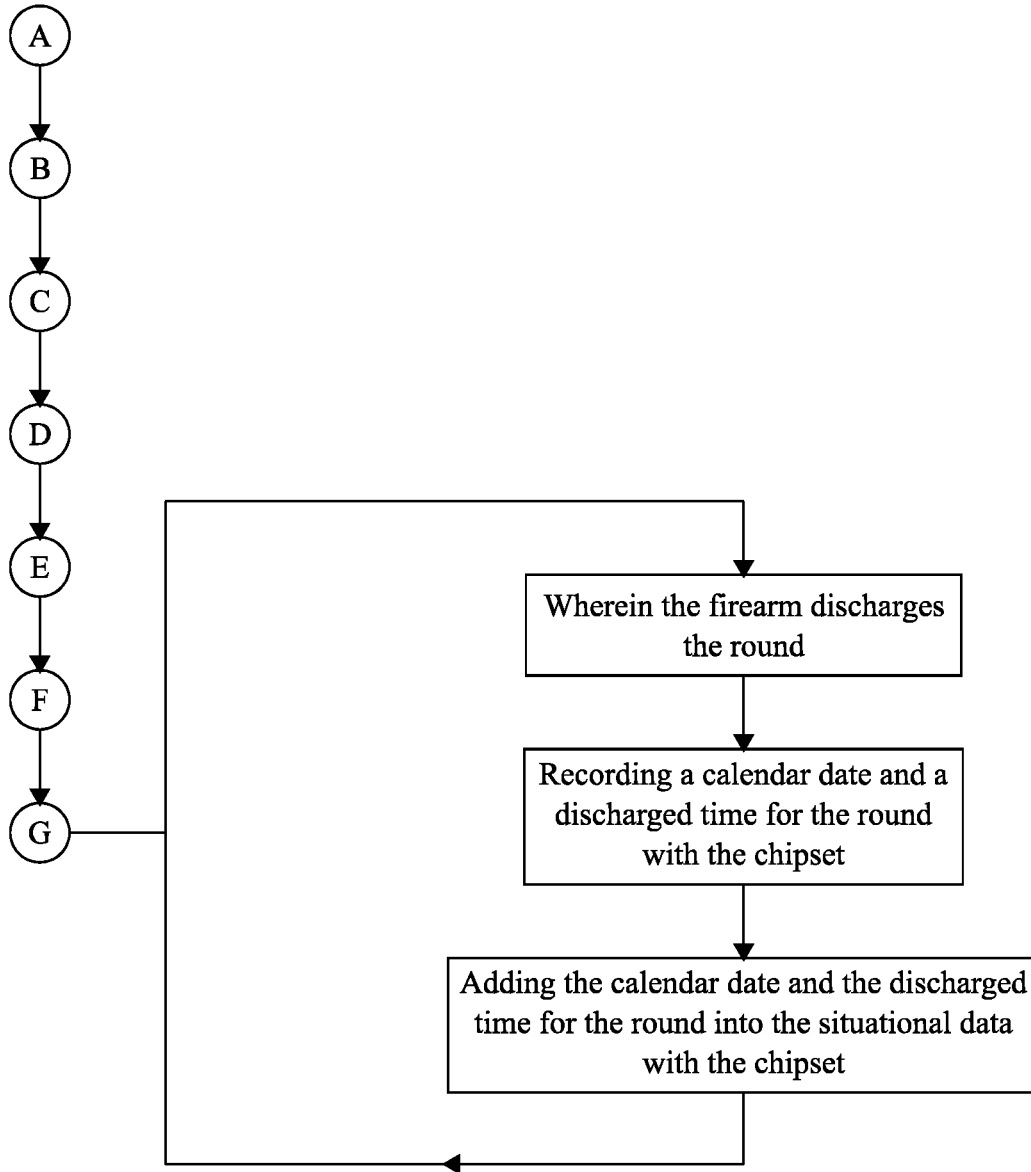 A
B
C
D
E
F
G
Wherein the firearm discharges
the round
Recording a calendar date and a
discharged time for the round
with the chipset
Adding the calendar date and the discharged
time for the round into the situational data
with the chipset